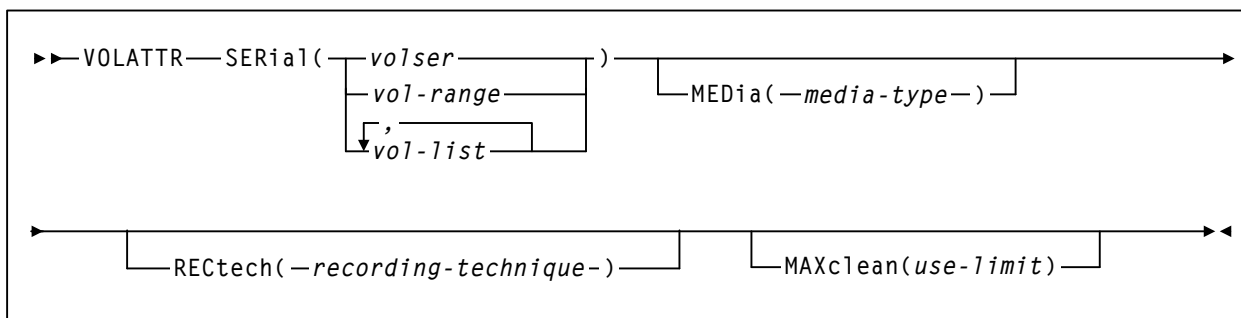 VOLATTR SERial( volser ) MEDia( media-type )
vol-range
,
vol-list
RECtech( recording-technique ) MAXclean(use-limit)